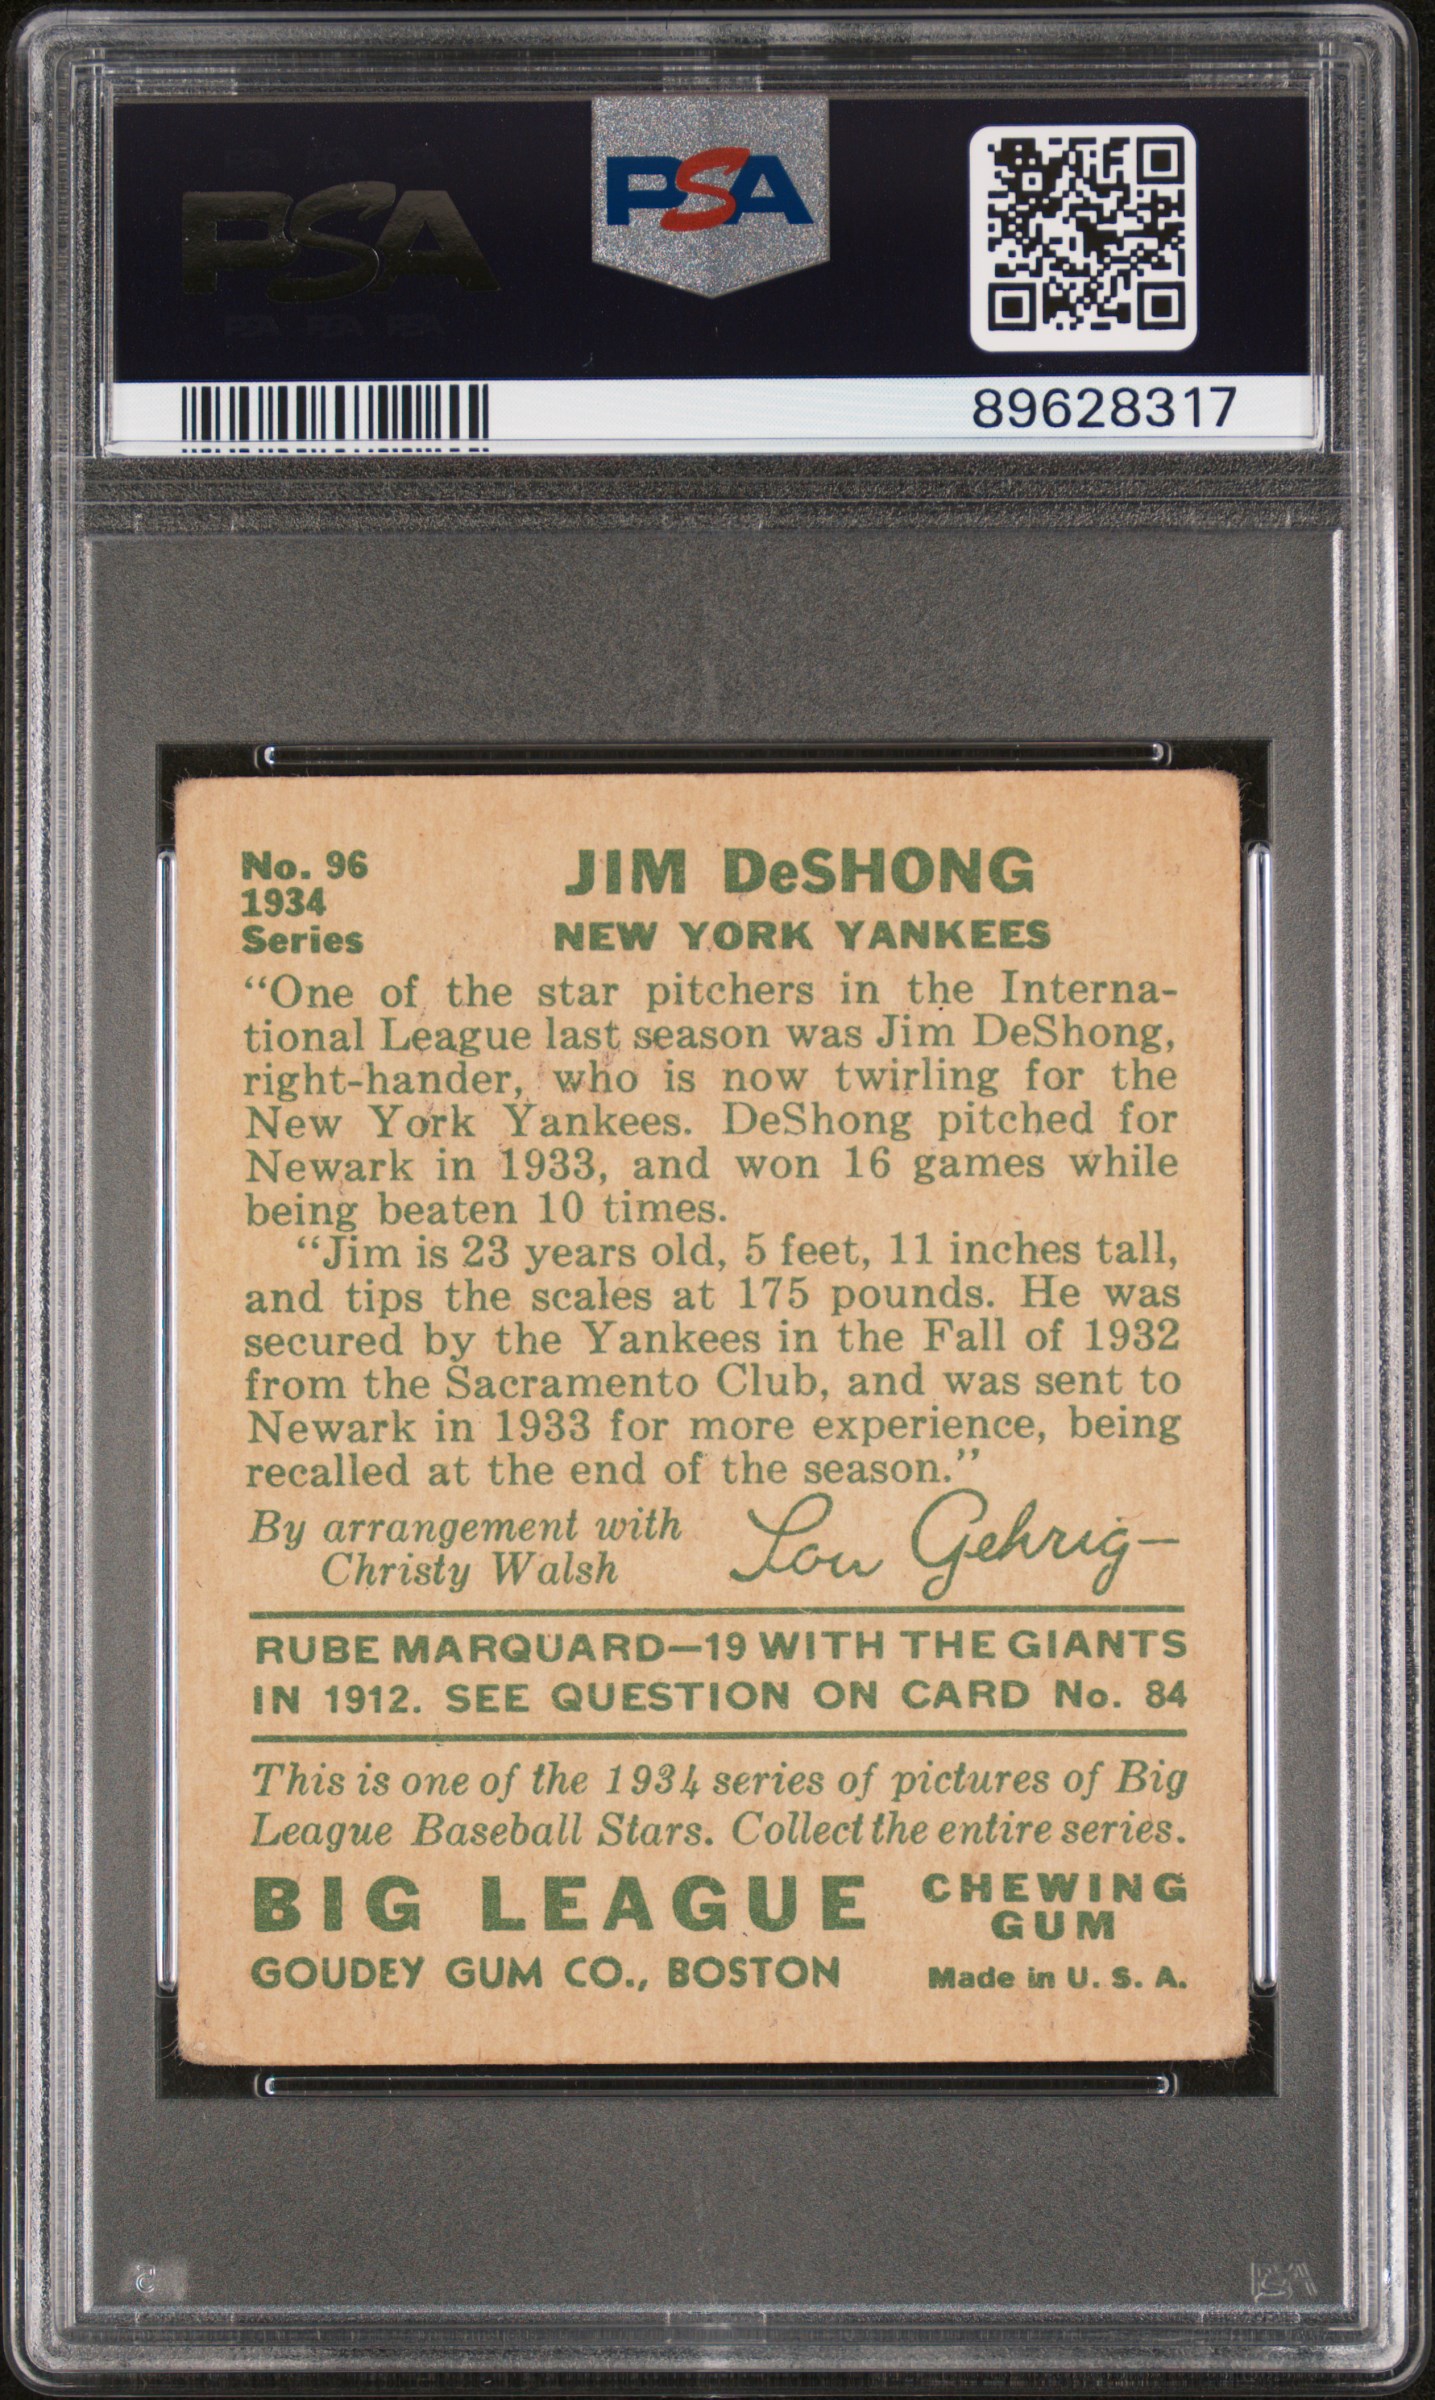 PSA
PSA
89628317
No. 96
1934
Series
JIM DeSHONG
NEW YORK YANKEES
“One of the star pitchers in the Interna-
tional League last season was Jim DeShong,
right-hander, who is now twirling for the
New York Yankees. DeShong pitched for
Newark in 1933, and won 16 games while
being beaten 10 times.
“Jim is 23 years old, 5 feet, 11 inches tall,
and tips the scales at 175 pounds. He was
secured by the Yankees in the Fall of 1932
from the Sacramento Club, and was sent to
Newark in 1933 for more experience, being
recalled at the end of the season.”
By arrangement with
Christy Walsh
Lou Gehrig—
RUBE MARQUARD—19 WITH THE GIANTS
IN 1912. SEE QUESTION ON CARD No. 84
This is one of the 1934 series of pictures of Big
League Baseball Stars. Collect the entire series.
BIG LEAGUE
CHEWING
GUM
GOUDEY GUM CO., BOSTON
Made in U. S. A.